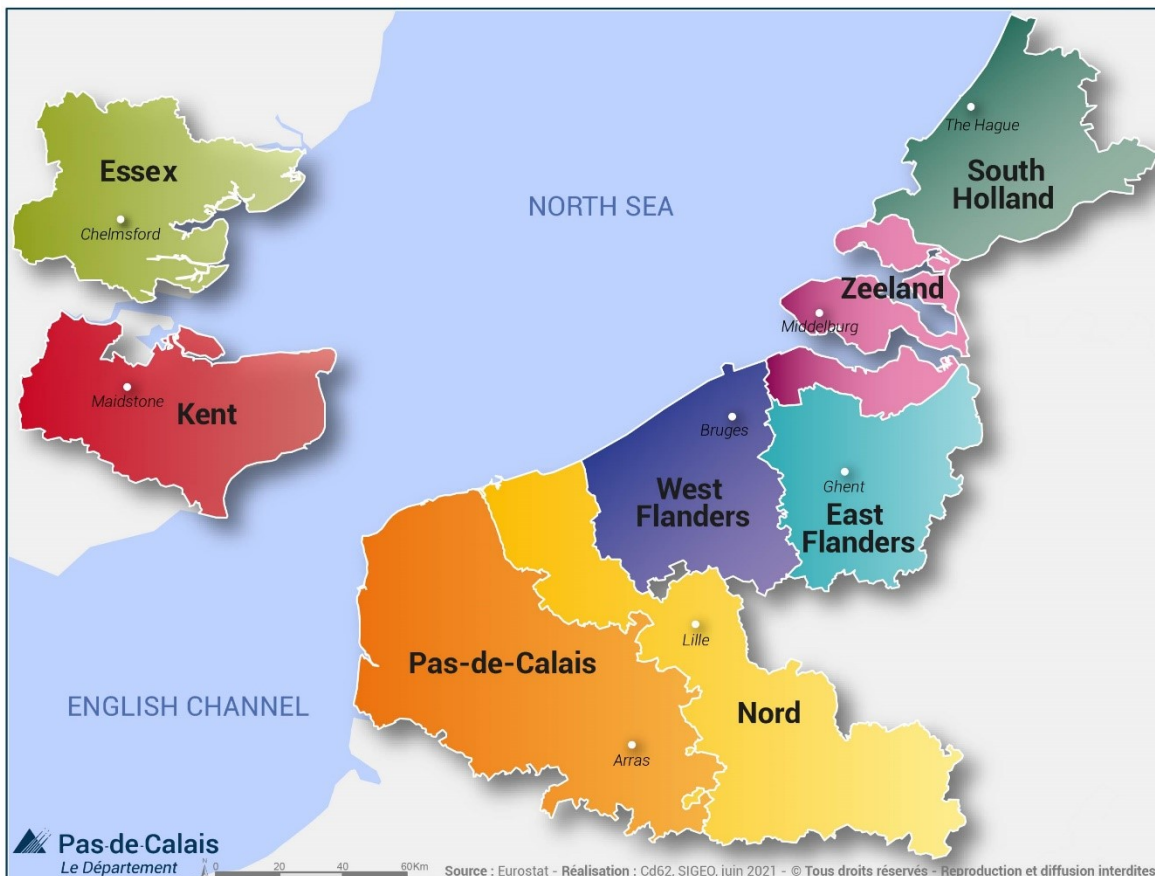 Essex
Chelmsford
Kent
Maidstone
NORTH SEA
The Hague
South
Holland
Zeeland
Middelburg
Bruges
West
Flanders
Ghent
East
Flanders
Lille
Pas-de-Calais
Nord
Arras
ENGLISH CHANNEL
Pas-de-Calais
Le Département
N
0 20 40 60Km
Source : Eurostat - Réalisation : Cd62, SIGEO, juin 2021 - © Tous droits réservés - Reproduction et diffusion interdites